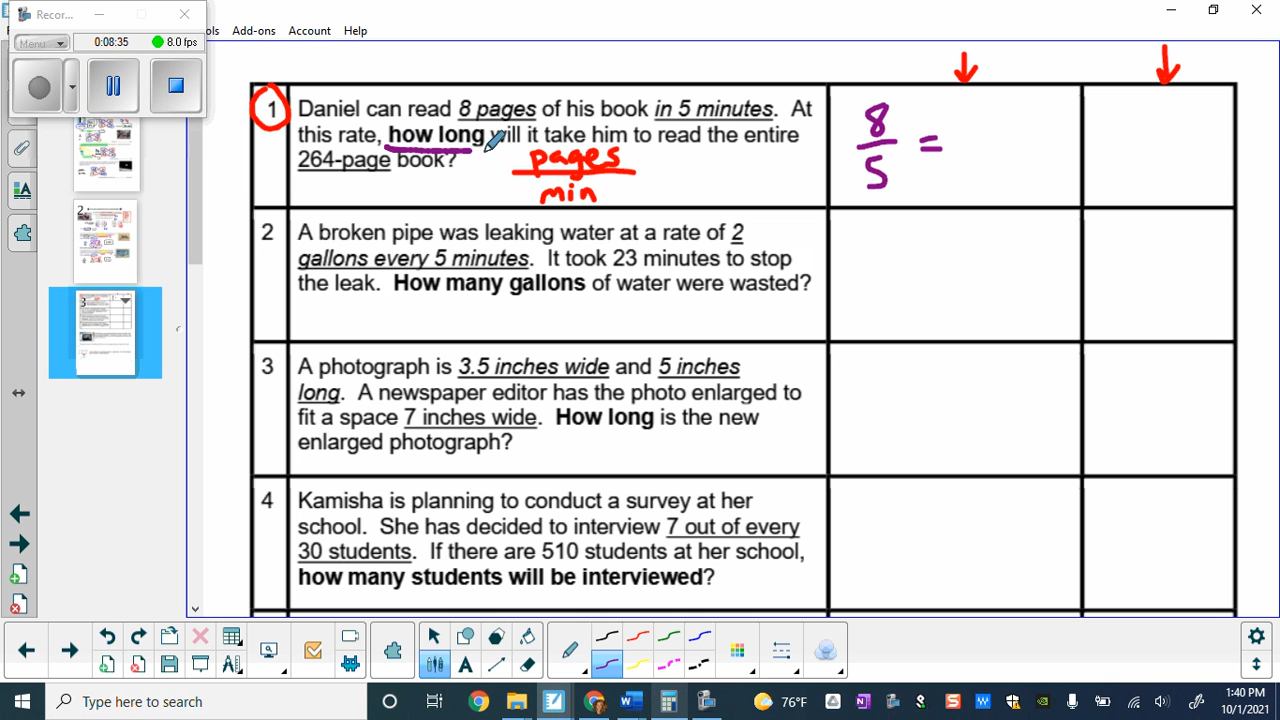 Recor...
Menu
0:08:35
8.0 fps
ols Add-ons Account Help
1
Daniel can read 8 pages of his book in 5 minutes. At
this rate, how long will it take him to read the entire
264-page book?
pages
min
8
5
=
2
A broken pipe was leaking water at a rate of 2
gallons every 5 minutes. It took 23 minutes to stop
the leak. How many gallons of water were wasted?
3
A photograph is 3.5 inches wide and 5 inches
long. A newspaper editor has the photo enlarged to
fit a space 7 inches wide. How long is the new
enlarged photograph?
4
Kamisha is planning to conduct a survey at her
school. She has decided to interview 7 out of every
30 students. If there are 510 students at her school,
how many students will be interviewed?
Type here to search
76°F
1:40 PM
10/1/2021